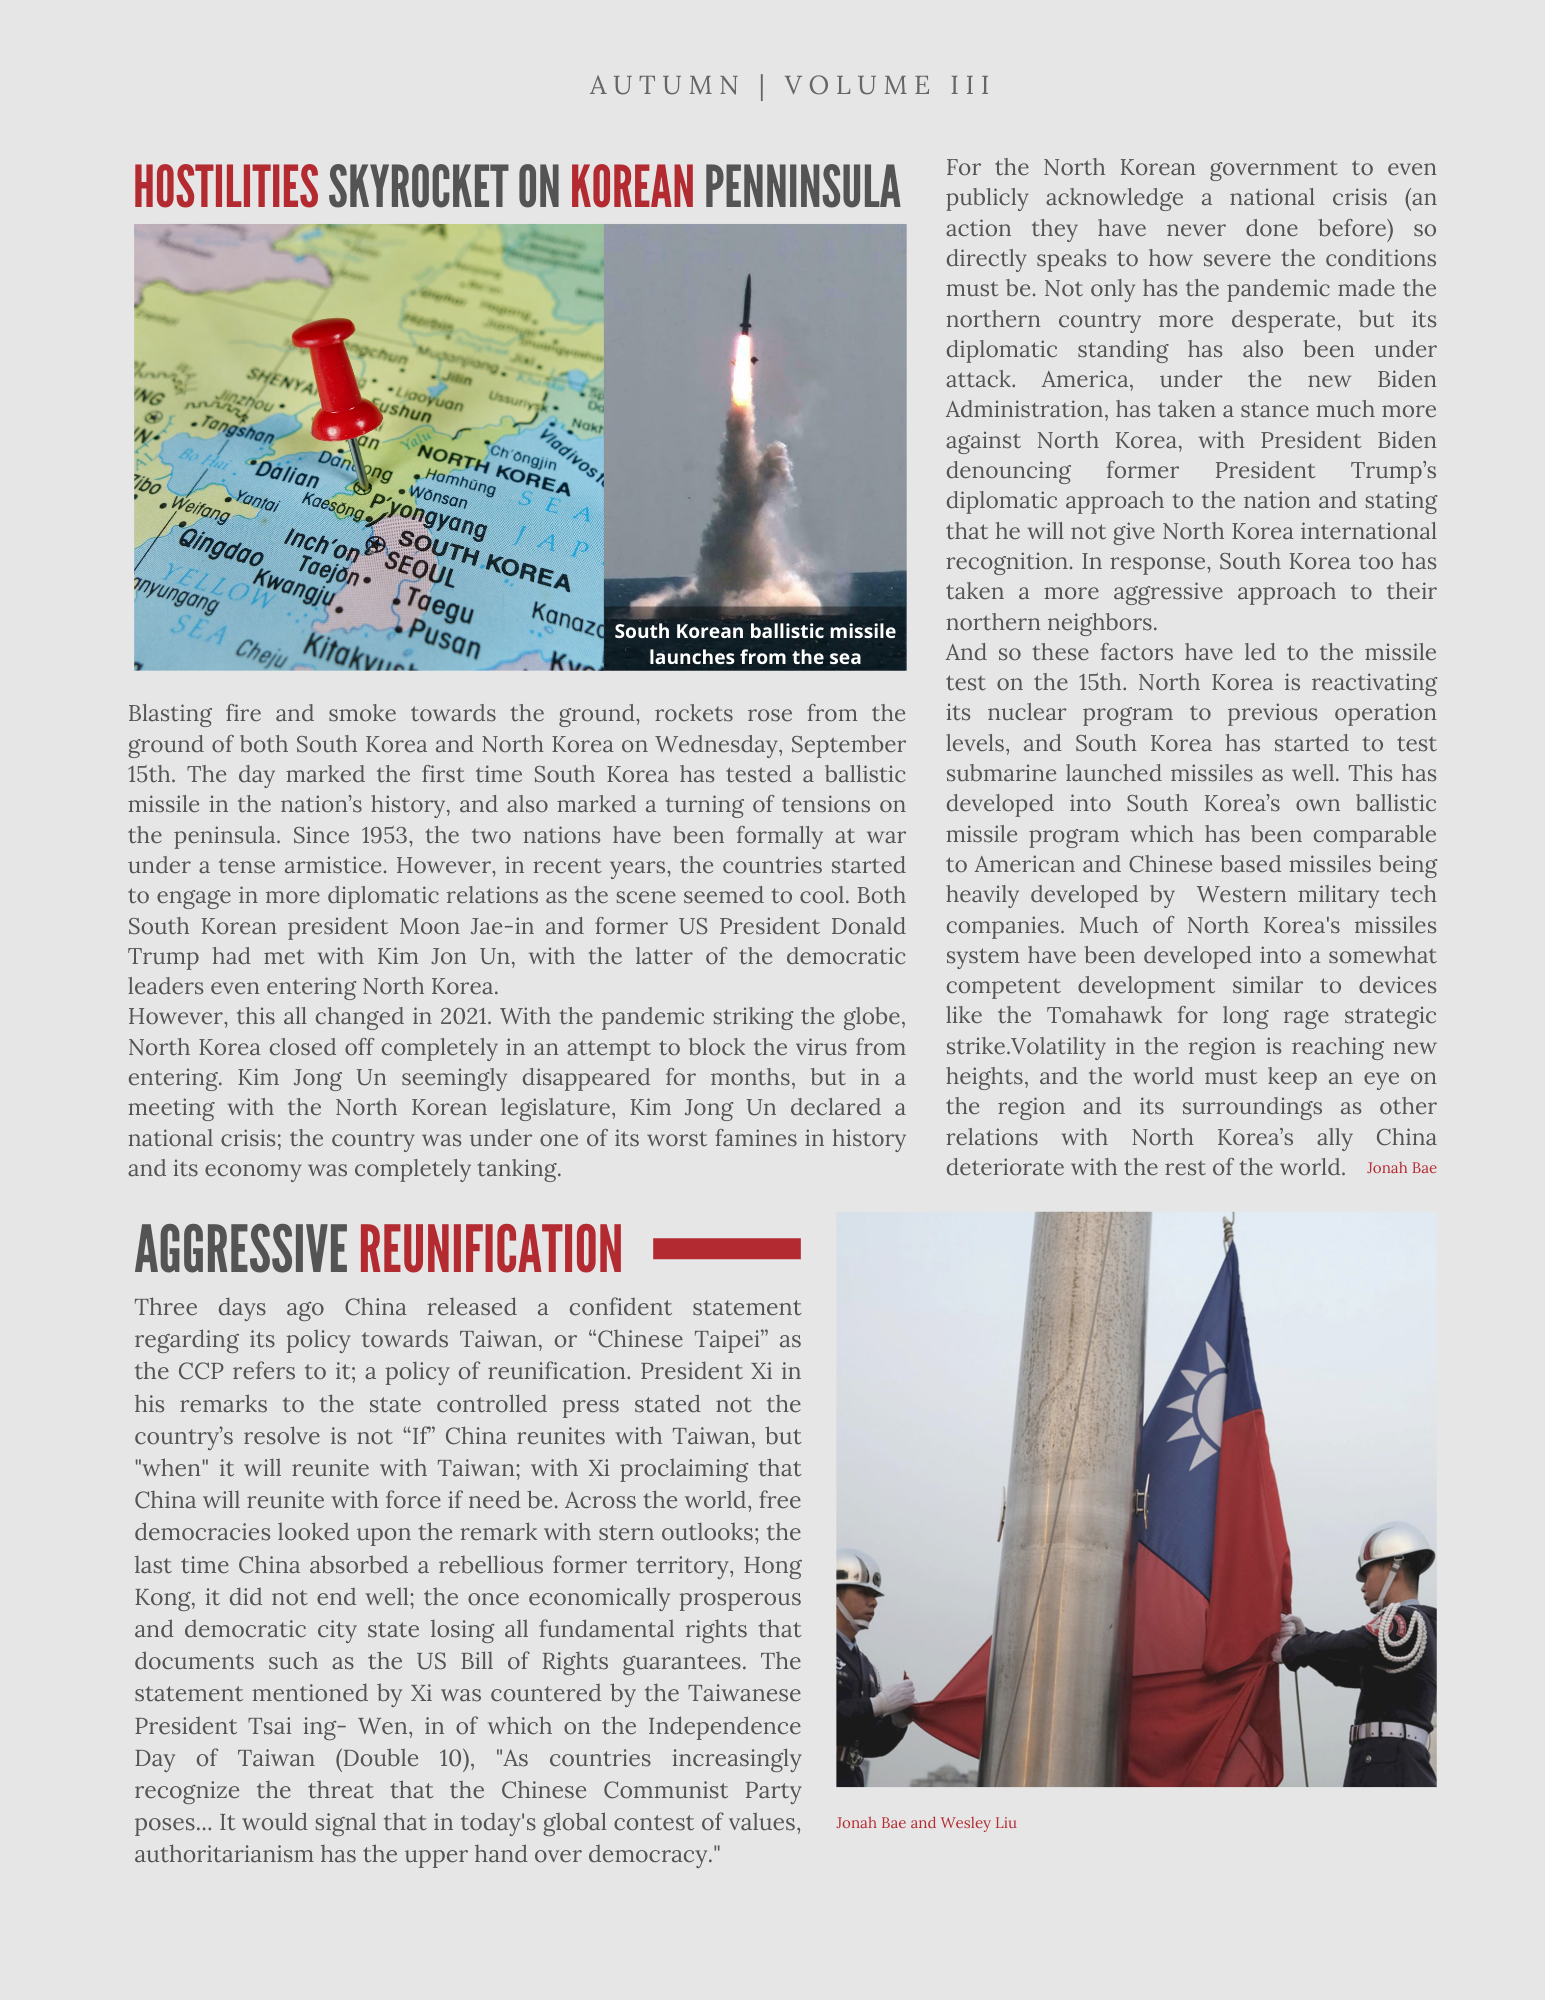 AUTUMN | VOLUME III
HOSTILITIES SKYROCKET ON KOREAN PENNINSULA
SHENYA
Jinzhou
Fushun
Liaoyuan
Jilin
Tangshan
Yalu
Bo Hai
Dalian
NORTH KOREA
Ch'ŏngjin
Hamhŭng
Wŏnsan
Yantai
Kaesŏng
P'yongyang
Weifang
Qingdao
Inch'on
SOUTH KOREA
SEOUL
Taejŏn
Kwangju
Taegu
Pusan
YELLOW
SEA
SEA
JAP
Cheju
South Korean ballistic missile
launches from the sea
Blasting fire and smoke towards the ground, rockets rose from the
ground of both South Korea and North Korea on Wednesday, September
15th. The day marked the first time South Korea has tested a ballistic
missile in the nation’s history, and also marked a turning of tensions on
the peninsula. Since 1953, the two nations have been formally at war
under a tense armistice. However, in recent years, the countries started
to engage in more diplomatic relations as the scene seemed to cool. Both
South Korean president Moon Jae-in and former US President Donald
Trump had met with Kim Jon Un, with the latter of the democratic
leaders even entering North Korea.
However, this all changed in 2021. With the pandemic striking the globe,
North Korea closed off completely in an attempt to block the virus from
entering. Kim Jong Un seemingly disappeared for months, but in a
meeting with the North Korean legislature, Kim Jong Un declared a
national crisis; the country was under one of its worst famines in history
and its economy was completely tanking.
For the North Korean government to even
publicly acknowledge a national crisis (an
action they have never done before) so
directly speaks to how severe the conditions
must be. Not only has the pandemic made the
northern country more desperate, but its
diplomatic standing has also been under
attack. America, under the new Biden
Administration, has taken a stance much more
against North Korea, with President Biden
denouncing former President Trump’s
diplomatic approach to the nation and stating
that he will not give North Korea international
recognition. In response, South Korea too has
taken a more aggressive approach to their
northern neighbors.
And so these factors have led to the missile
test on the 15th. North Korea is reactivating
its nuclear program to previous operation
levels, and South Korea has started to test
submarine launched missiles as well. This has
developed into South Korea’s own ballistic
missile program which has been comparable
to American and Chinese based missiles being
heavily developed by Western military tech
companies. Much of North Korea's missiles
system have been developed into a somewhat
competent development similar to devices
like the Tomahawk for long rage strategic
strike.Volatility in the region is reaching new
heights, and the world must keep an eye on
the region and its surroundings as other
relations with North Korea’s ally China
deteriorate with the rest of the world. Jonah Bae
AGGRESSIVE REUNIFICATION
Three days ago China released a confident statement
regarding its policy towards Taiwan, or “Chinese Taipei” as
the CCP refers to it; a policy of reunification. President Xi in
his remarks to the state controlled press stated not the
country’s resolve is not “If” China reunites with Taiwan, but
"when" it will reunite with Taiwan; with Xi proclaiming that
China will reunite with force if need be. Across the world, free
democracies looked upon the remark with stern outlooks; the
last time China absorbed a rebellious former territory, Hong
Kong, it did not end well; the once economically prosperous
and democratic city state losing all fundamental rights that
documents such as the US Bill of Rights guarantees. The
statement mentioned by Xi was countered by the Taiwanese
President Tsai ing- Wen, in of which on the Independence
Day of Taiwan (Double 10), "As countries increasingly
recognize the threat that the Chinese Communist Party
poses... It would signal that in today's global contest of values,
authoritarianism has the upper hand over democracy."
Jonah Bae and Wesley Liu